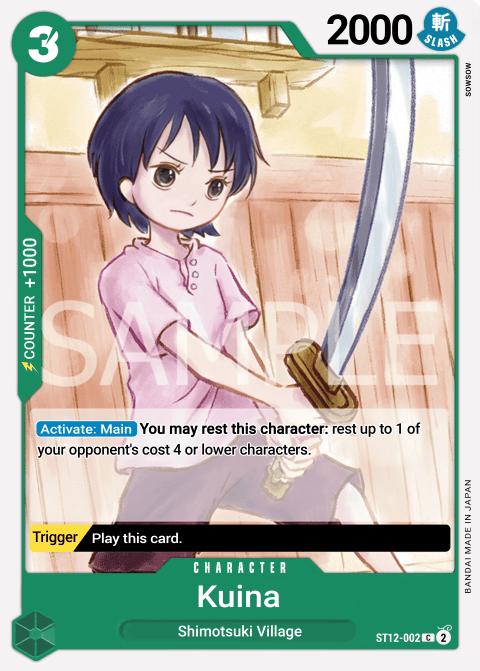 3
2000
斬
SLASH
SOWSOW
COUNTER +1000
SAMPLE
Activate: Main You may rest this character: rest up to 1 of
your opponent's cost 4 or lower characters.
Trigger Play this card.
CHARACTER
Kuina
Shimotsuki Village
ST12-002 C 2
BANDAI MADE IN JAPAN